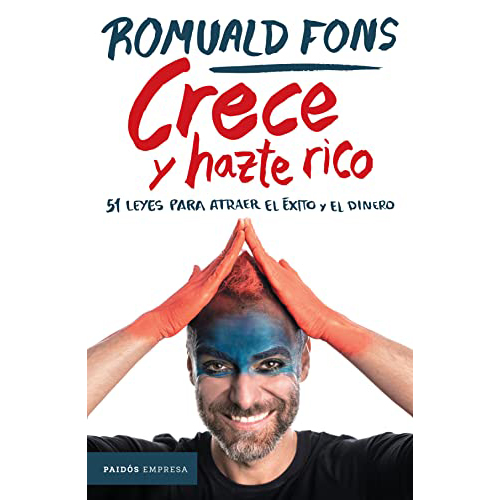 ROMUALD FONS
Crece
y hazte rico
51 LEYES PARA ATRAER EL ÉXITO y EL DINERO
PAIDÓS EMPRESA